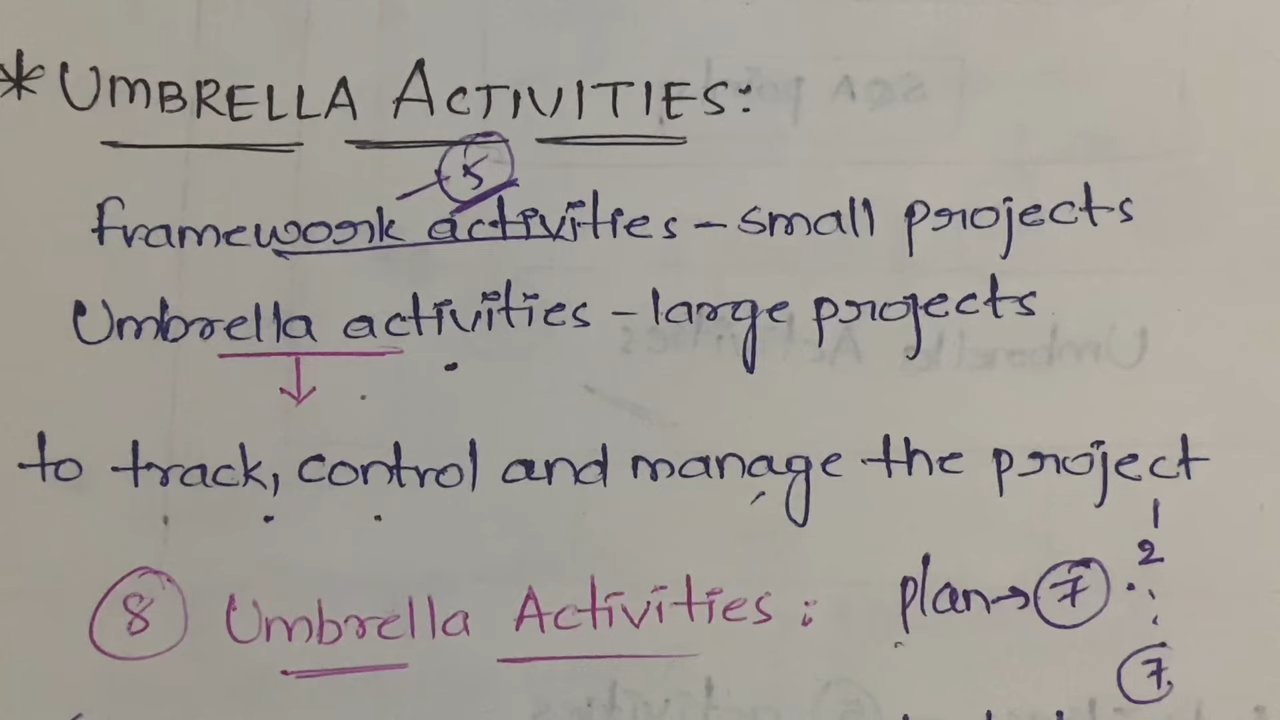 *UMBRELLA ACTIVITIES:
5
framework activities - small projects
Umbrella activities - large projects
to track, control and manage the project
8 Umbrella Activities:
plan→7
1
2
7.